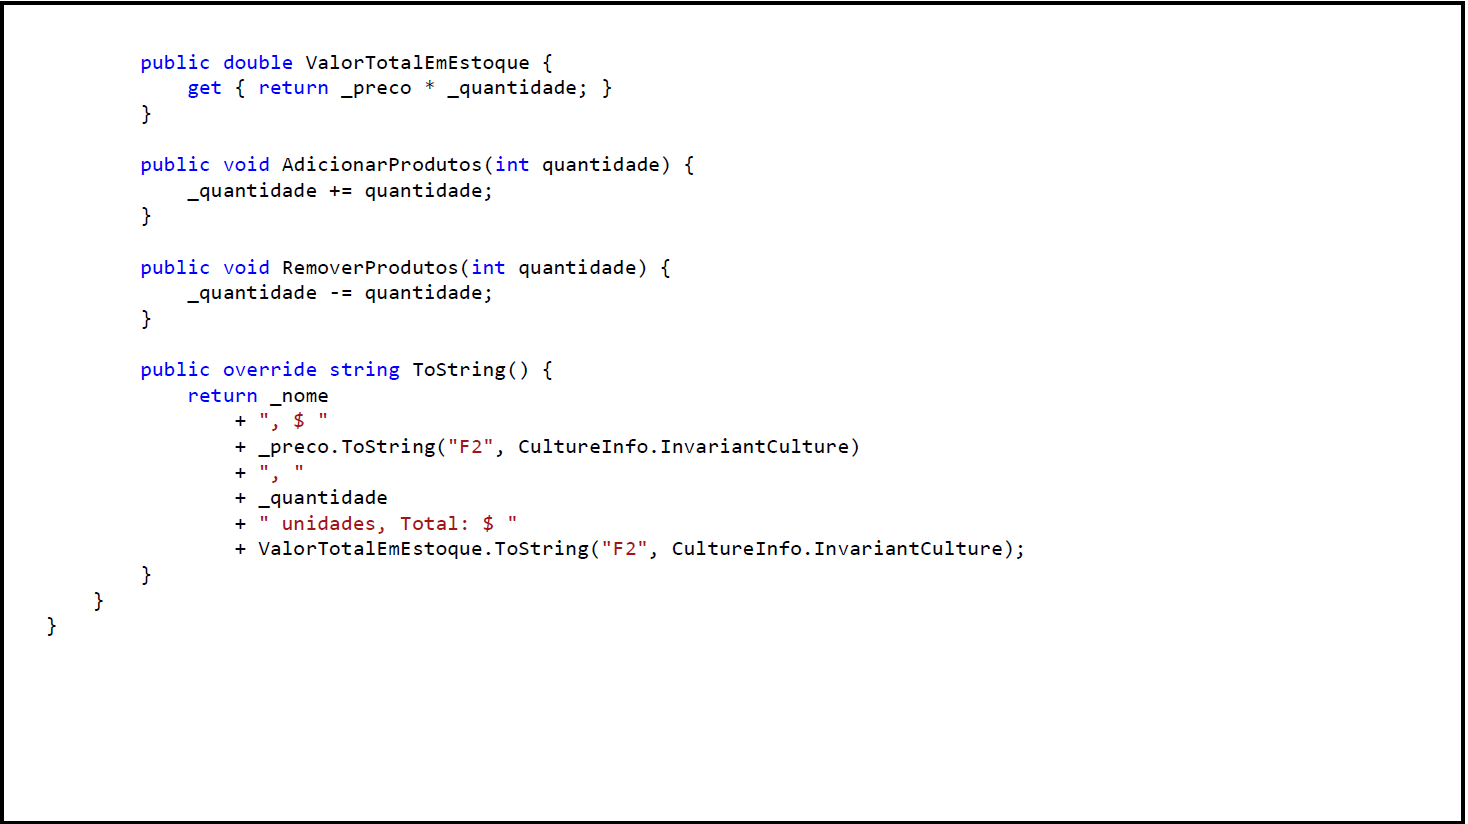 public double ValorTotalEmEstoque {
get { return _preco * _quantidade; }
}
public void AdicionarProdutos(int quantidade) {
_quantidade += quantidade;
}
public void RemoverProdutos(int quantidade) {
_quantidade -= quantidade;
}
public override string ToString() {
return _nome
+ ", $ "
+ _preco.ToString("F2", CultureInfo.InvariantCulture)
+ ", "
+ _quantidade
+ " unidades, Total: $ "
+ ValorTotalEmEstoque.ToString("F2", CultureInfo.InvariantCulture);
}
}
}